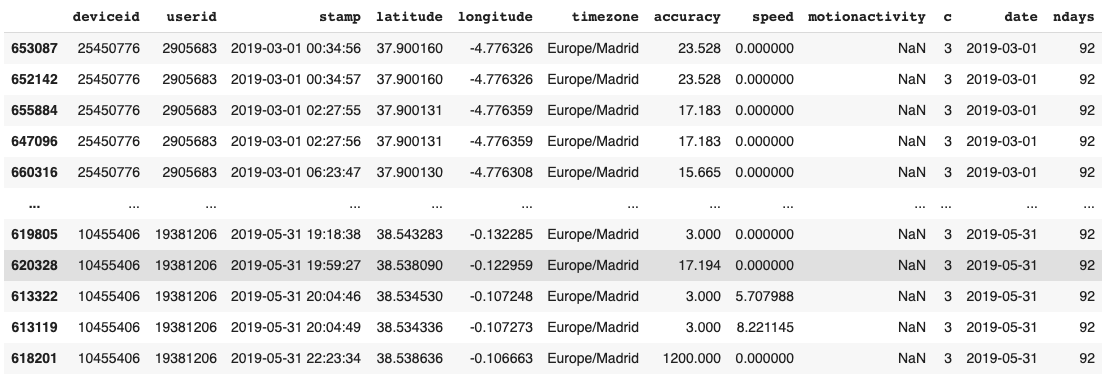 deviceid userid stamp latitude longitude timezone accuracy speed motionactivity c date ndays
653087 25450776 2905683 2019-03-01 00:34:56 37.900160 -4.776326 Europe/Madrid 23.528 0.000000 NaN 3 2019-03-01 92
652142 25450776 2905683 2019-03-01 00:34:57 37.900160 -4.776326 Europe/Madrid 23.528 0.000000 NaN 3 2019-03-01 92
655884 25450776 2905683 2019-03-01 02:27:55 37.900131 -4.776359 Europe/Madrid 17.183 0.000000 NaN 3 2019-03-01 92
647096 25450776 2905683 2019-03-01 02:27:56 37.900131 -4.776359 Europe/Madrid 17.183 0.000000 NaN 3 2019-03-01 92
660316 25450776 2905683 2019-03-01 06:23:47 37.900130 -4.776308 Europe/Madrid 15.665 0.000000 NaN 3 2019-03-01 92
... ... ... ... ... ... ... ... ... ... ... ... ...
619805 10455406 19381206 2019-05-31 19:18:38 38.543283 -0.132285 Europe/Madrid 3.000 0.000000 NaN 3 2019-05-31 92
620328 10455406 19381206 2019-05-31 19:59:27 38.538090 -0.122959 Europe/Madrid 17.194 0.000000 NaN 3 2019-05-31 92
613322 10455406 19381206 2019-05-31 20:04:46 38.534530 -0.107248 Europe/Madrid 3.000 5.707988 NaN 3 2019-05-31 92
613119 10455406 19381206 2019-05-31 20:04:49 38.534336 -0.107273 Europe/Madrid 3.000 8.221145 NaN 3 2019-05-31 92
618201 10455406 19381206 2019-05-31 22:23:34 38.538636 -0.106663 Europe/Madrid 1200.000 0.000000 NaN 3 2019-05-31 92